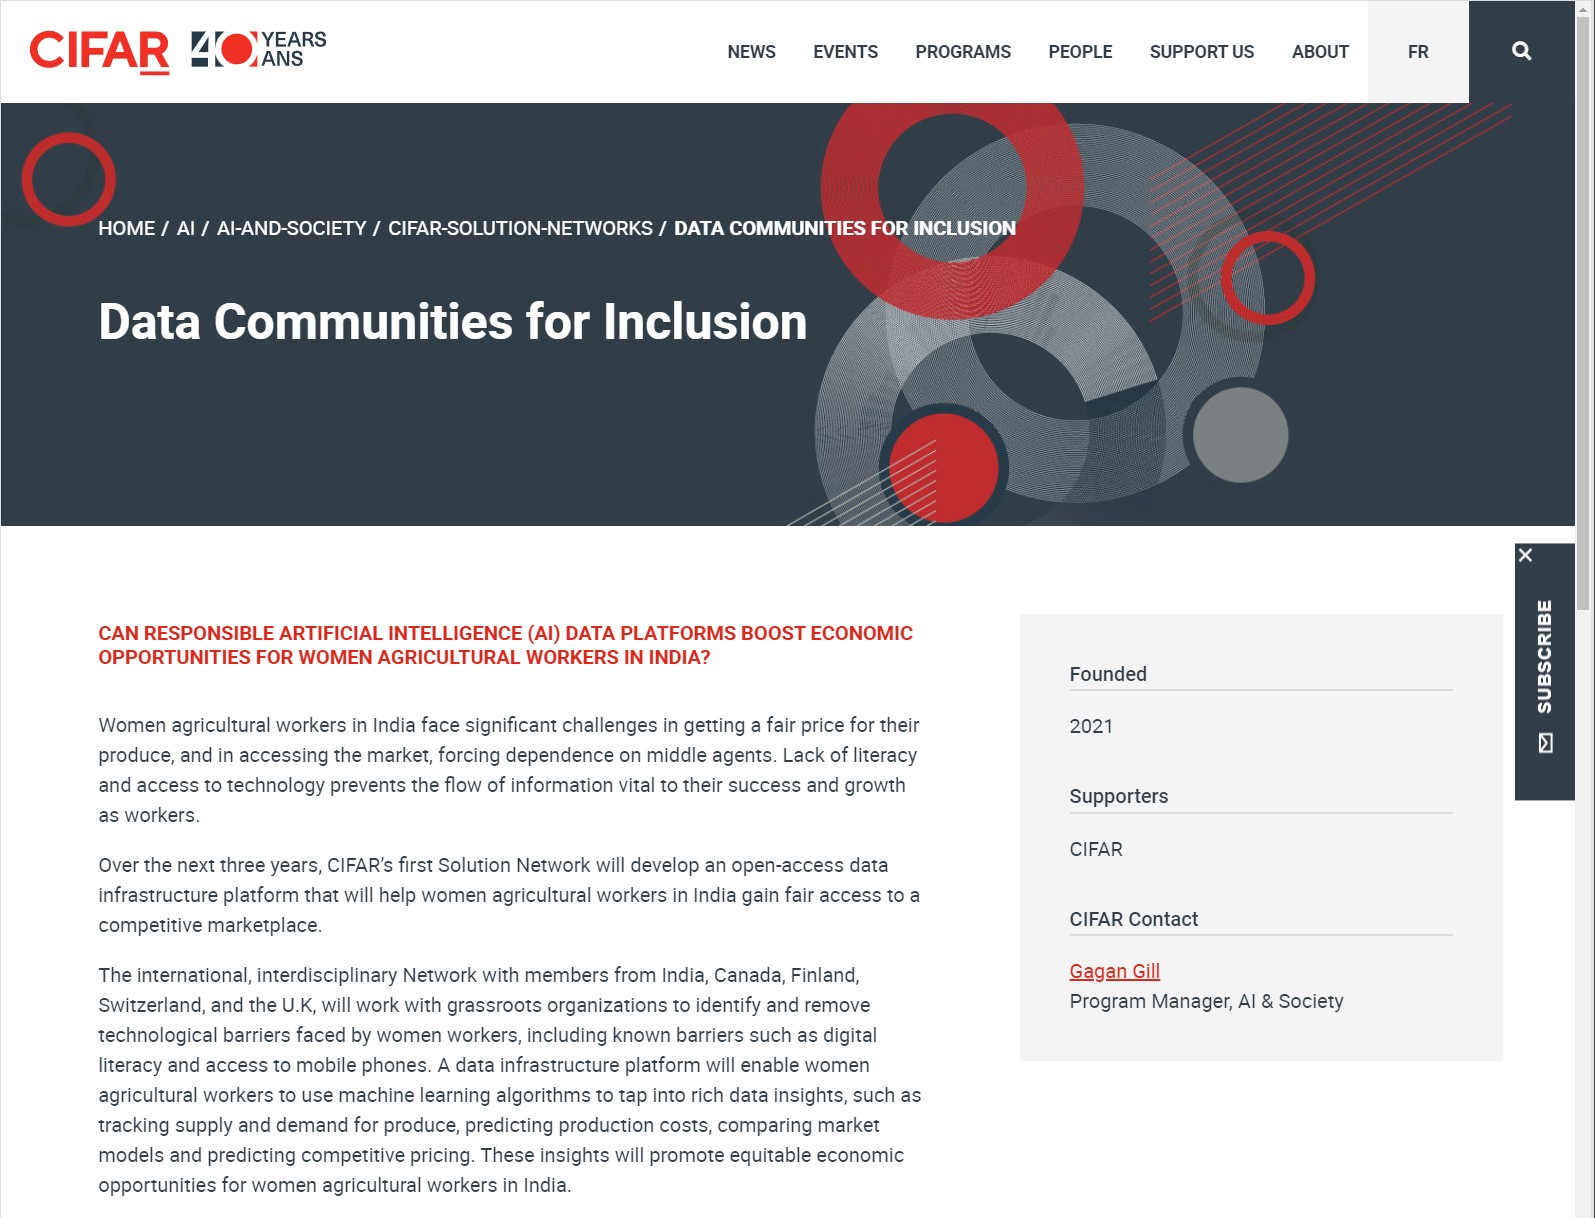 CIFAR 40 YEARS ANS
NEWS EVENTS PROGRAMS PEOPLE SUPPORT US ABOUT FR
HOME / AI / AI-AND-SOCIETY / CIFAR-SOLUTION-NETWORKS / DATA COMMUNITIES FOR INCLUSION
Data Communities for Inclusion
CAN RESPONSIBLE ARTIFICIAL INTELLIGENCE (AI) DATA PLATFORMS BOOST ECONOMIC
OPPORTUNITIES FOR WOMEN AGRICULTURAL WORKERS IN INDIA?
Women agricultural workers in India face significant challenges in getting a fair price for their
produce, and in accessing the market, forcing dependence on middle agents. Lack of literacy
and access to technology prevents the flow of information vital to their success and growth
as workers.
Over the next three years, CIFAR’s first Solution Network will develop an open-access data
infrastructure platform that will help women agricultural workers in India gain fair access to a
competitive marketplace.
The international, interdisciplinary Network with members from India, Canada, Finland,
Switzerland, and the U.K, will work with grassroots organizations to identify and remove
technological barriers faced by women workers, including known barriers such as digital
literacy and access to mobile phones. A data infrastructure platform will enable women
agricultural workers to use machine learning algorithms to tap into rich data insights, such as
tracking supply and demand for produce, predicting production costs, comparing market
models and predicting competitive pricing. These insights will promote equitable economic
opportunities for women agricultural workers in India.
Founded
2021
Supporters
CIFAR
CIFAR Contact
Gagan Gill
Program Manager, AI & Society
SUBSCRIBE